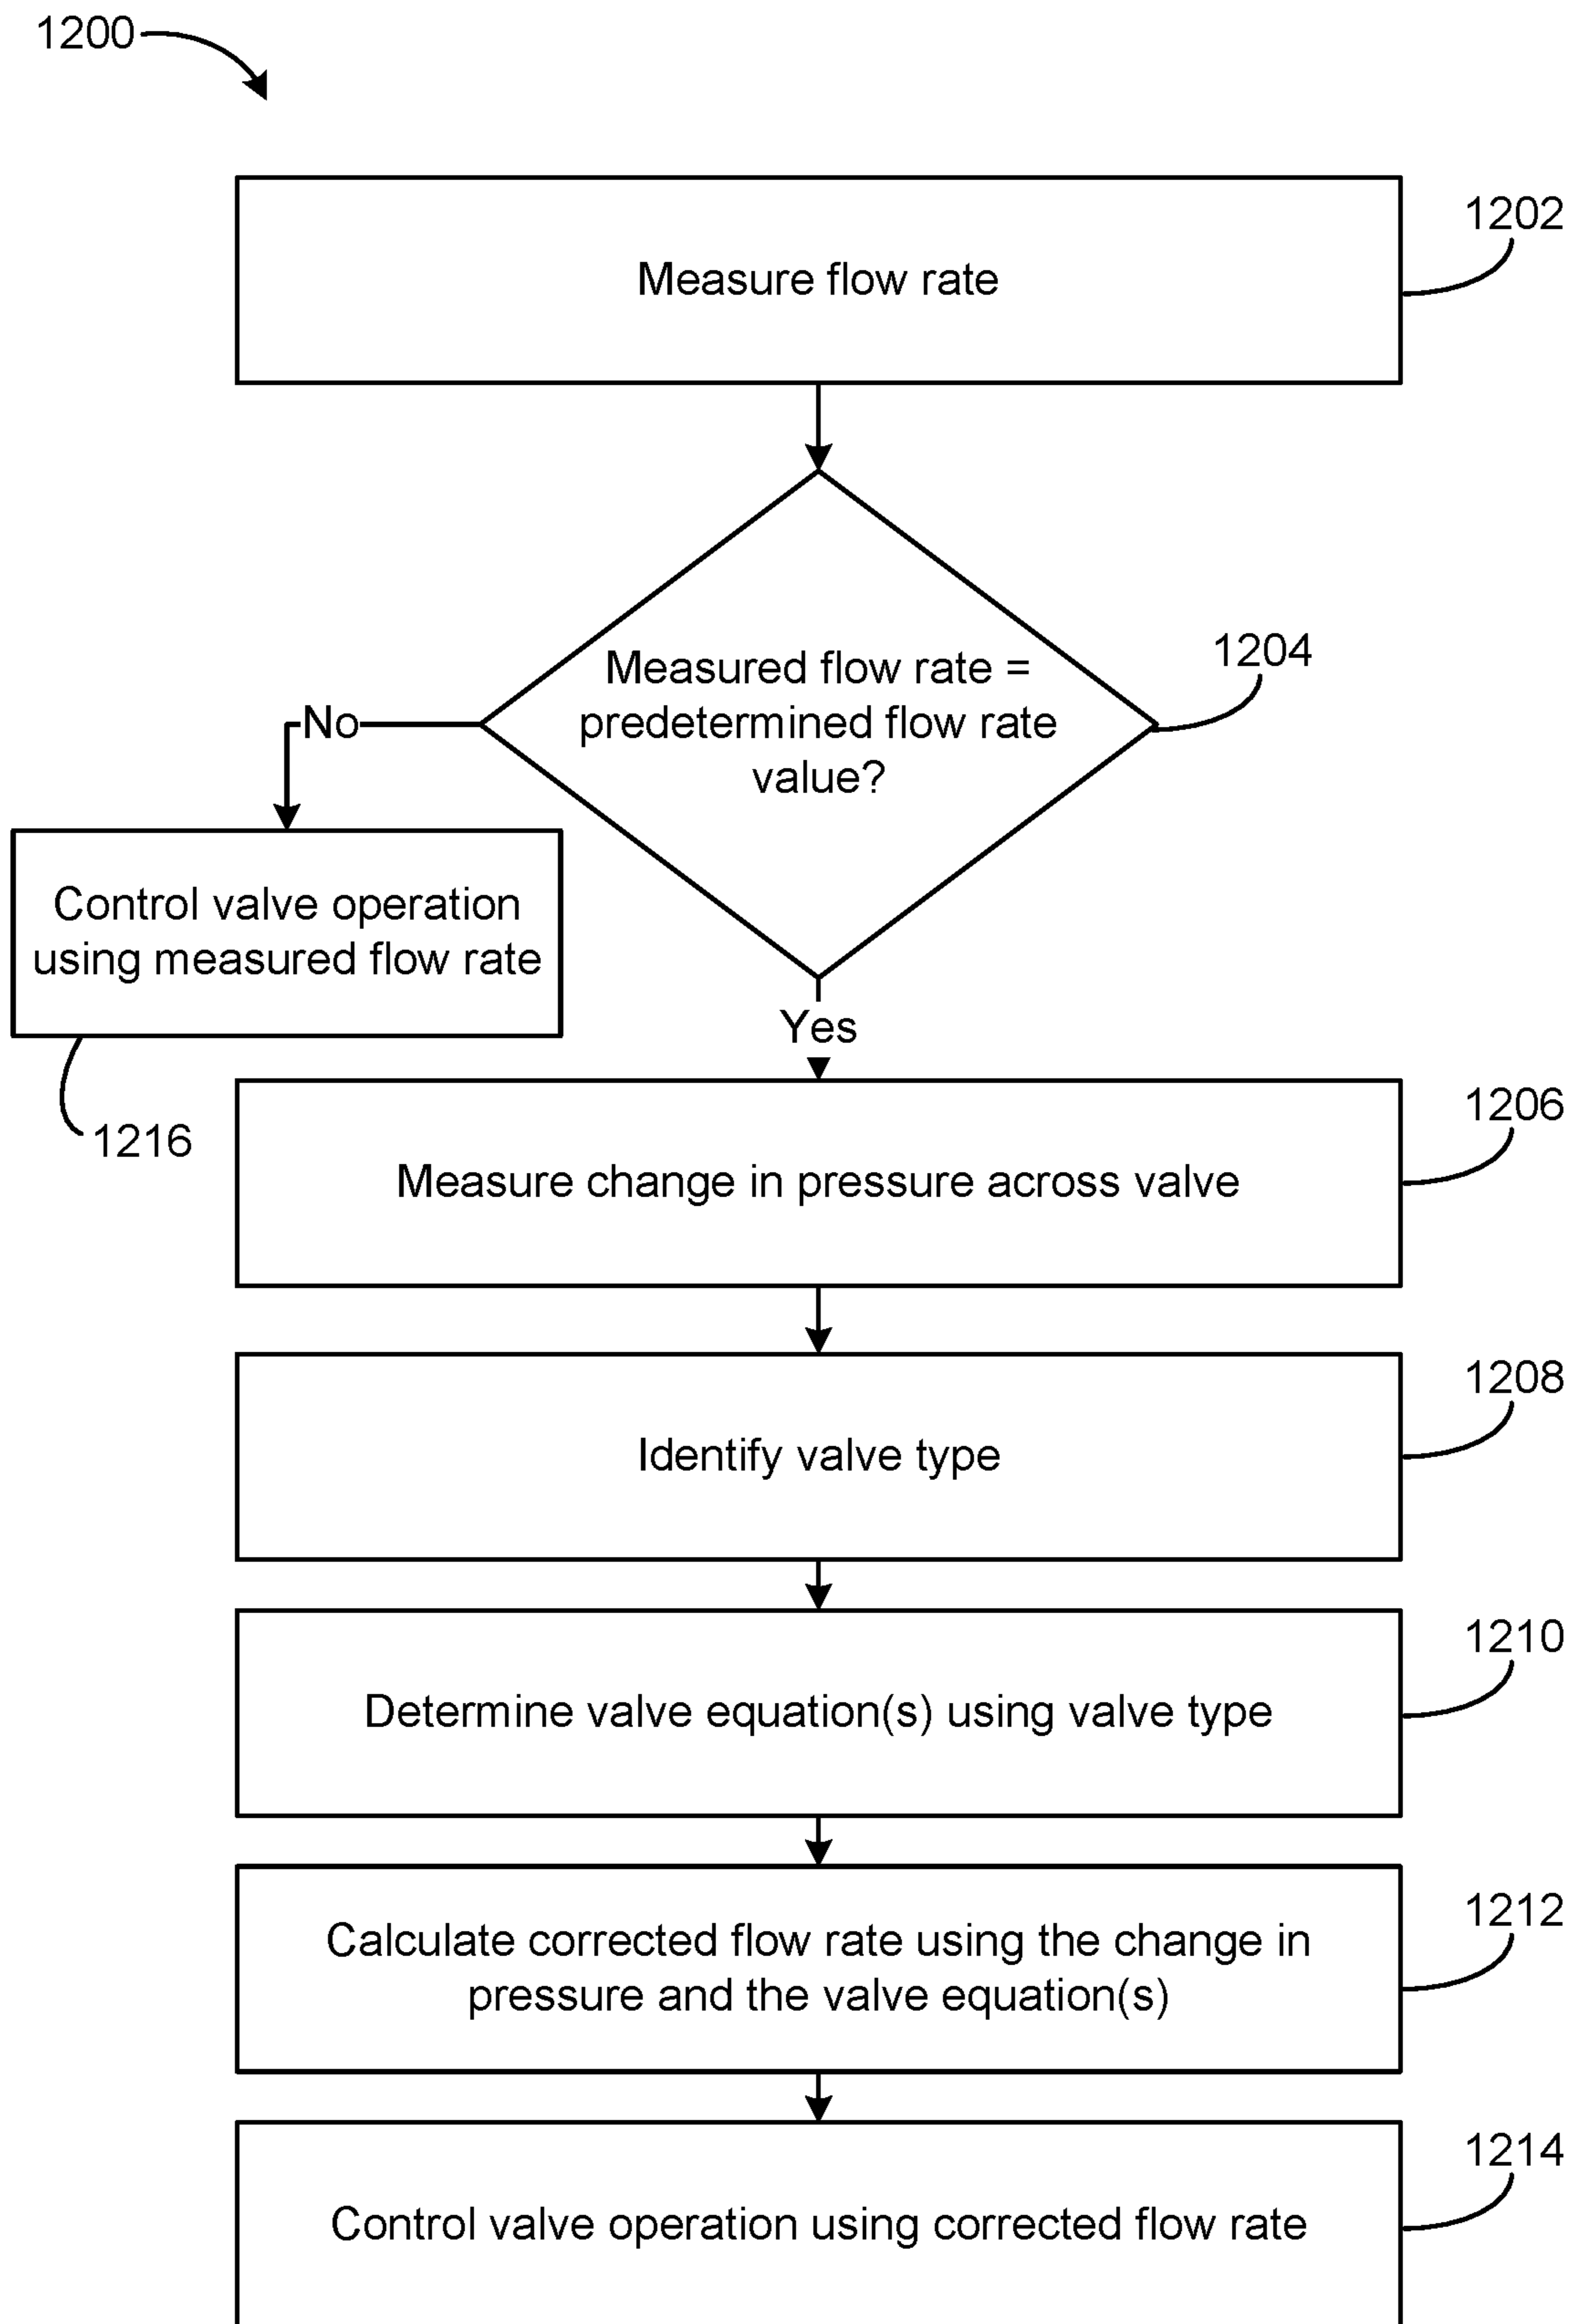 1200
1202
Measure flow rate
1204
Measured flow rate =
predetermined flow rate
value?
No
Control valve operation
using measured flow rate
1216
Yes
1206
Measure change in pressure across valve
1208
Identify valve type
1210
Determine valve equation(s) using valve type
1212
Calculate corrected flow rate using the change in
pressure and the valve equation(s)
1214
Control valve operation using corrected flow rate